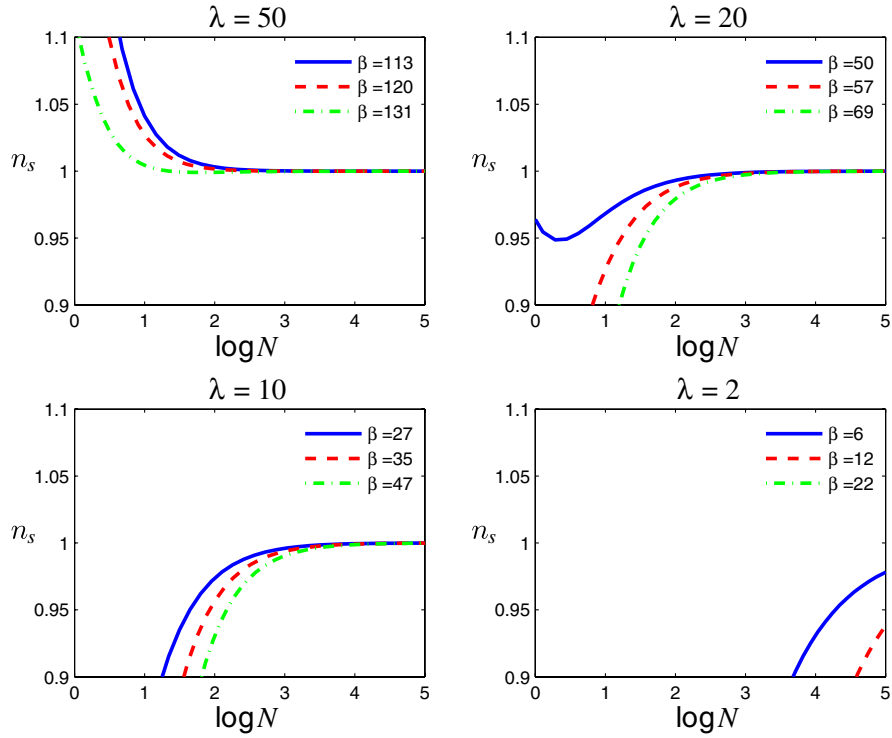 λ = 50
1.1
1.05
1
0.95
0.9
n_s
0 1 2 3 4 5
log N
β =113
β =120
β =131
λ = 20
1.1
1.05
1
0.95
0.9
n_s
0 1 2 3 4 5
log N
β =50
β =57
β =69
λ = 10
1.1
1.05
1
0.95
0.9
n_s
0 1 2 3 4 5
log N
β =27
β =35
β =47
λ = 2
1.1
1.05
1
0.95
0.9
n_s
0 1 2 3 4 5
log N
β =6
β =12
β =22